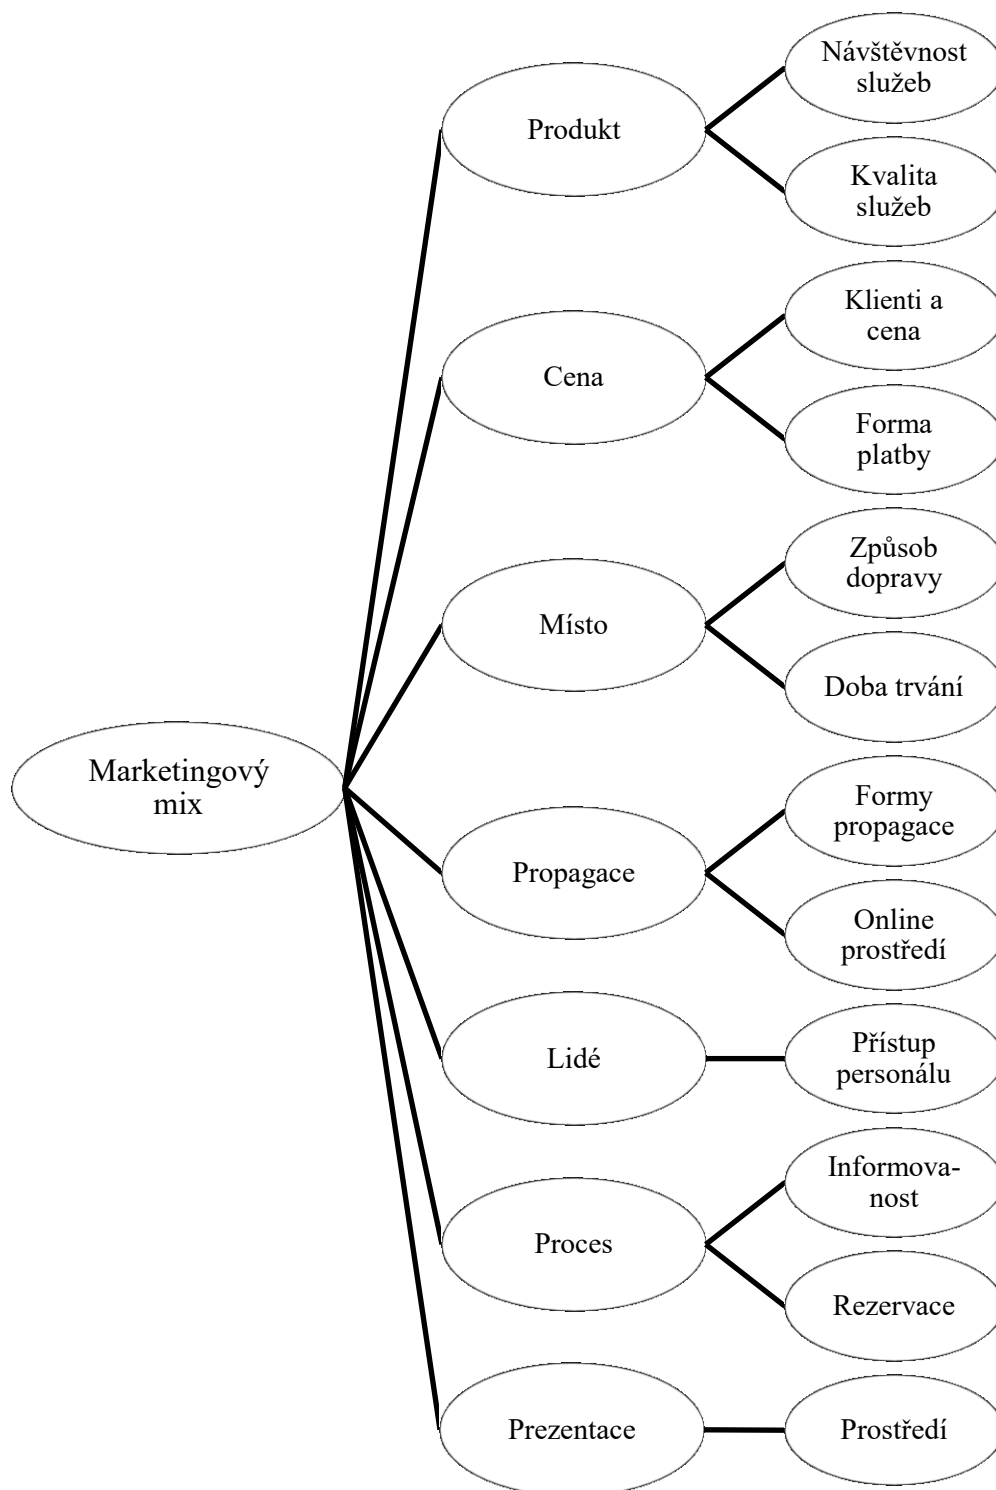 Marketingový
mix
Produkt
Návštěvnost
služeb
Kvalita
služeb
Cena
Klienti a
cena
Forma
platby
Místo
Způsob
dopravy
Doba trvání
Propagace
Formy
propagace
Online
prostředí
Lidé
Přístup
personálu
Proces
Informova-
nost
Rezervace
Prezentace
Prostředí